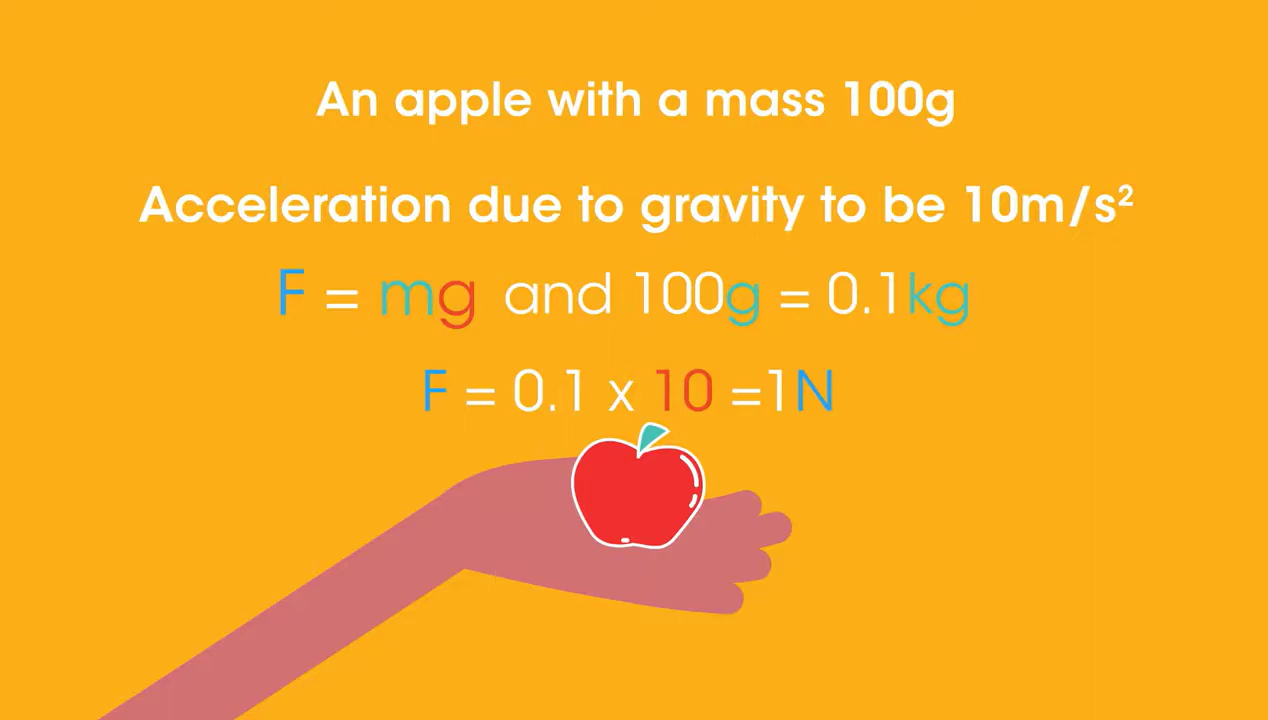 An apple with a mass 100g
Acceleration due to gravity to be 10m/s²
F = mg and 100g = 0.1kg
F = 0.1 x 10 =1N